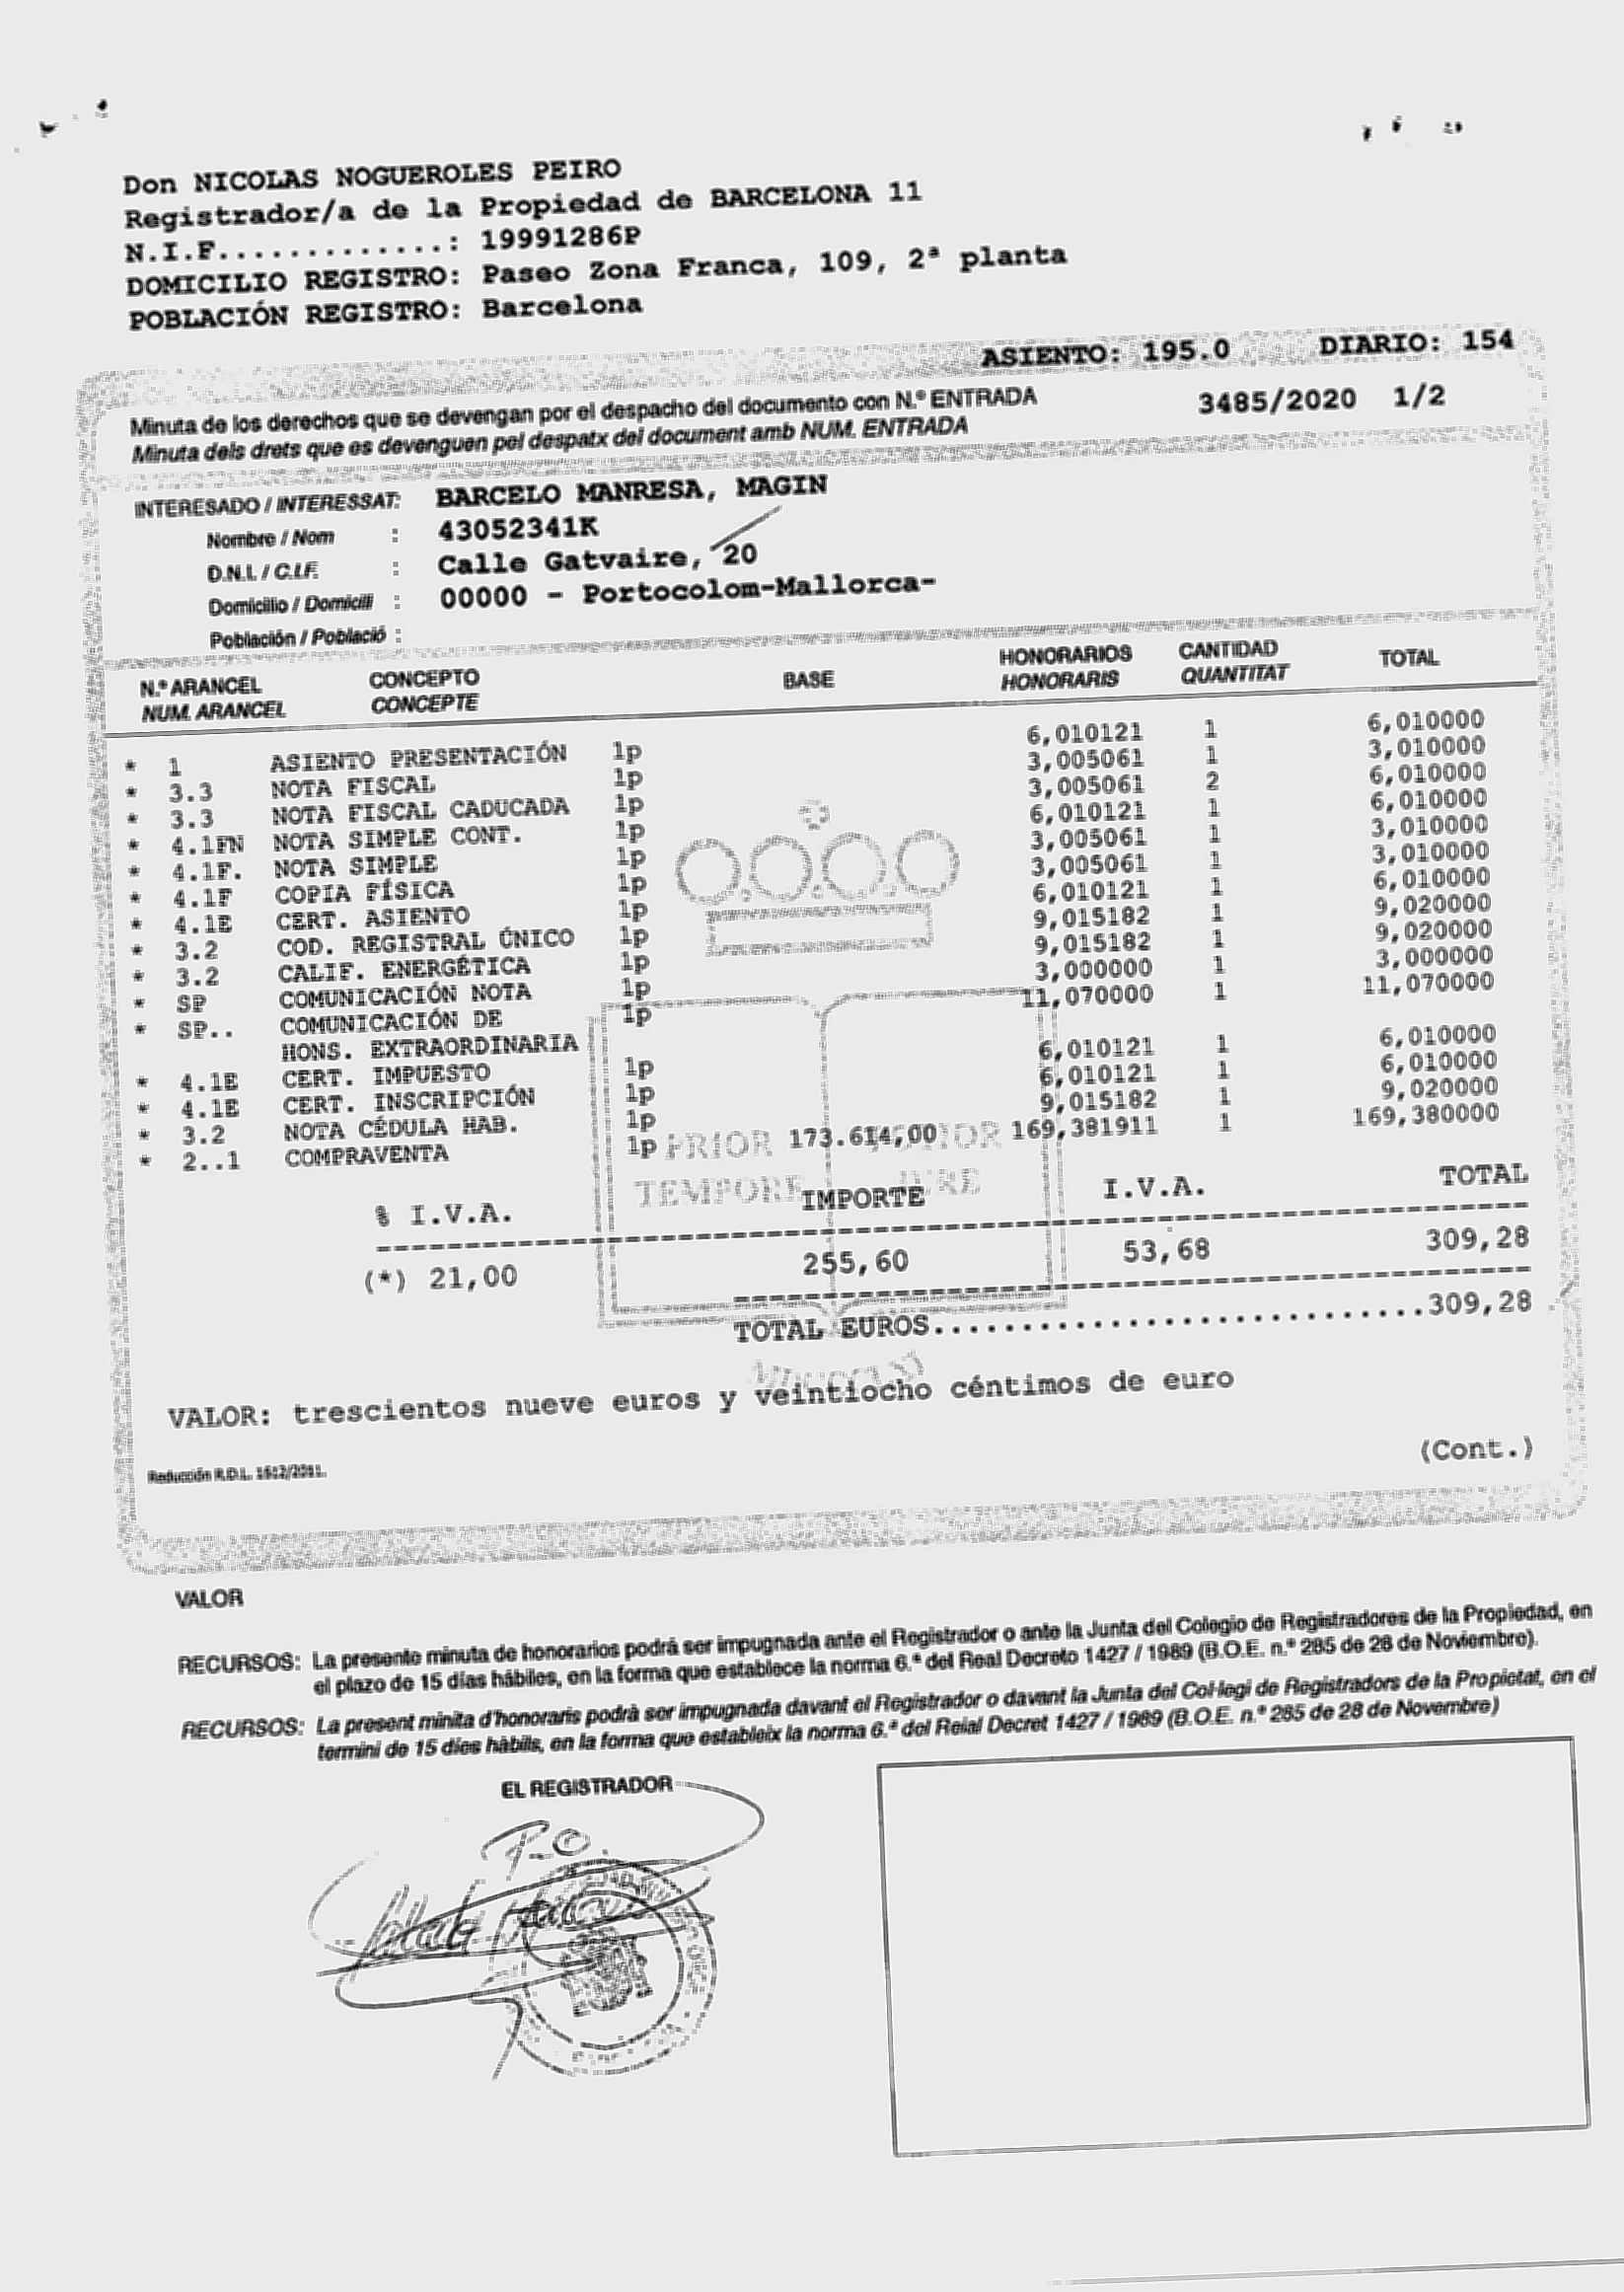 Don NICOLAS NOGUEROLES PEIRO
Registrador/a de la Propiedad de BARCELONA 11
N.I.F.............: 19991286P
DOMICILIO REGISTRO: Paseo Zona Franca, 109, 2ª planta
POBLACIÓN REGISTRO: Barcelona
ASIENTO: 195.0 DIARIO: 154
Minuta de los derechos que se devengan por el despacho del documento con N.º ENTRADA 3485/2020 1/2
Minuta dels drets que es devenguen pel despatx del document amb NUM. ENTRADA
INTERESADO / INTERESSAT: BARCELO MANRESA, MAGIN
Nombre / Nom : 43052341K
D.N.I. / C.I.F. : Calle Gatvaire, 20
Domicilio / Domicili : 00000 - Portocolom-Mallorca-
Población / Població :
N.º ARANCEL CONCEPTO BASE HONORARIOS CANTIDAD TOTAL
NUM. ARANCEL CONCEPTE HONORARIS QUANTITAT
* 1 ASIENTO PRESENTACIÓN 1p 6,010121 1 6,010000
* 3.3 NOTA FISCAL 1p 3,005061 1 3,010000
* 3.3 NOTA FISCAL CADUCADA 1p 3,005061 2 6,010000
* 4.1FN NOTA SIMPLE CONT. 1p 6,010121 1 6,010000
* 4.1F. NOTA SIMPLE 1p 3,005061 1 3,010000
* 4.1F COPIA FÍSICA 1p 3,005061 1 3,010000
* 4.1E CERT. ASIENTO 1p 6,010121 1 6,010000
* 3.2 COD. REGISTRAL ÚNICO 1p 9,015182 1 9,020000
* 3.2 CALIF. ENERGÉTICA 1p 9,015182 1 9,020000
* SP COMUNICACIÓN NOTA 1p 3,000000 1 3,000000
* SP.. COMUNICACIÓN DE 1p 11,070000 1 11,070000
HONS. EXTRAORDINARIA
* 4.1E CERT. IMPUESTO 1p 6,010121 1 6,010000
* 4.1E CERT. INSCRIPCIÓN 1p 6,010121 1 6,010000
* 3.2 NOTA CÉDULA HAB. 1p 9,015182 1 9,020000
* 2..1 COMPRAVENTA 1p 173.614,00 169,381911 1 169,380000
PRIOR
TEMPORE
% I.V.A. IMPORTE I.V.A. TOTAL
(*) 21,00 255,60 53,68 309,28
TOTAL EUROS............................309,28
VALOR: trescientos nueve euros y veintiocho céntimos de euro
(Cont.)
Reducción R.D.L. 1612/2011.
VALOR
RECURSOS: La presente minuta de honorarios podrá ser impugnada ante el Registrador o ante la Junta del Colegio de Registradores de la Propiedad, en
el plazo de 15 días hábiles, en la forma que establece la norma 6.ª del Real Decreto 1427 / 1989 (B.O.E. n.º 285 de 28 de Noviembre).
RECURSOS: La present minita d'honoraris podrà ser impugnada davant el Registrador o davant la Junta del Col·legi de Registradors de la Propietat, en el
termini de 15 dies hàbils, en la forma que estableix la norma 6.ª del Reial Decret 1427 / 1989 (B.O.E. n.º 285 de 28 de Novembre)
EL REGISTRADOR
P.O.